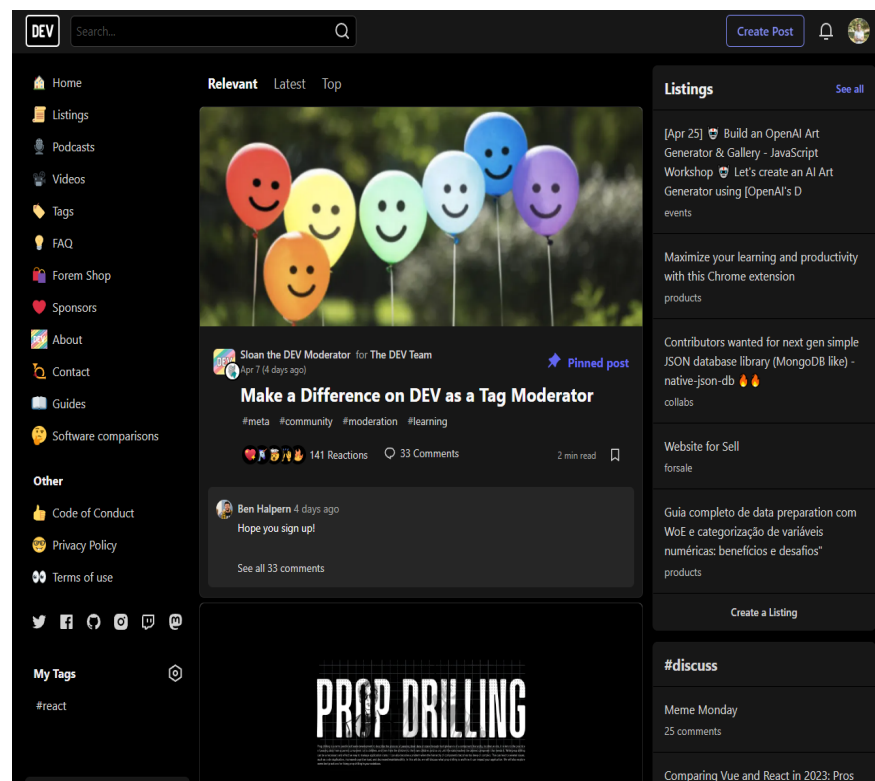 DEV
Search...
Create Post
Home
Listings
Podcasts
Videos
Tags
FAQ
Forem Shop
Sponsors
About
Contact
Guides
Software comparisons
Other
Code of Conduct
Privacy Policy
Terms of use
My Tags
#react
Relevant Latest Top
Sloan the DEV Moderator for The DEV Team
Apr 7 (4 days ago)
Pinned post
Make a Difference on DEV as a Tag Moderator
#meta #community #moderation #learning
141 Reactions 33 Comments
2 min read
Ben Halpern 4 days ago
Hope you sign up!
See all 33 comments
PROP DRILLING
Listings
See all
[Apr 25] Build an OpenAI Art
Generator & Gallery - JavaScript
Workshop Let's create an AI Art
Generator using [OpenAI's D
events
Maximize your learning and productivity
with this Chrome extension
products
Contributors wanted for next gen simple
JSON database library (MongoDB like) -
native-json-db 🔥🔥
collabs
Website for Sell
forsale
Guia completo de data preparation com
WoE e categorização de variáveis
numéricas: benefícios e desafios"
products
Create a Listing
#discuss
Meme Monday
25 comments
Comparing Vue and React in 2023: Pros